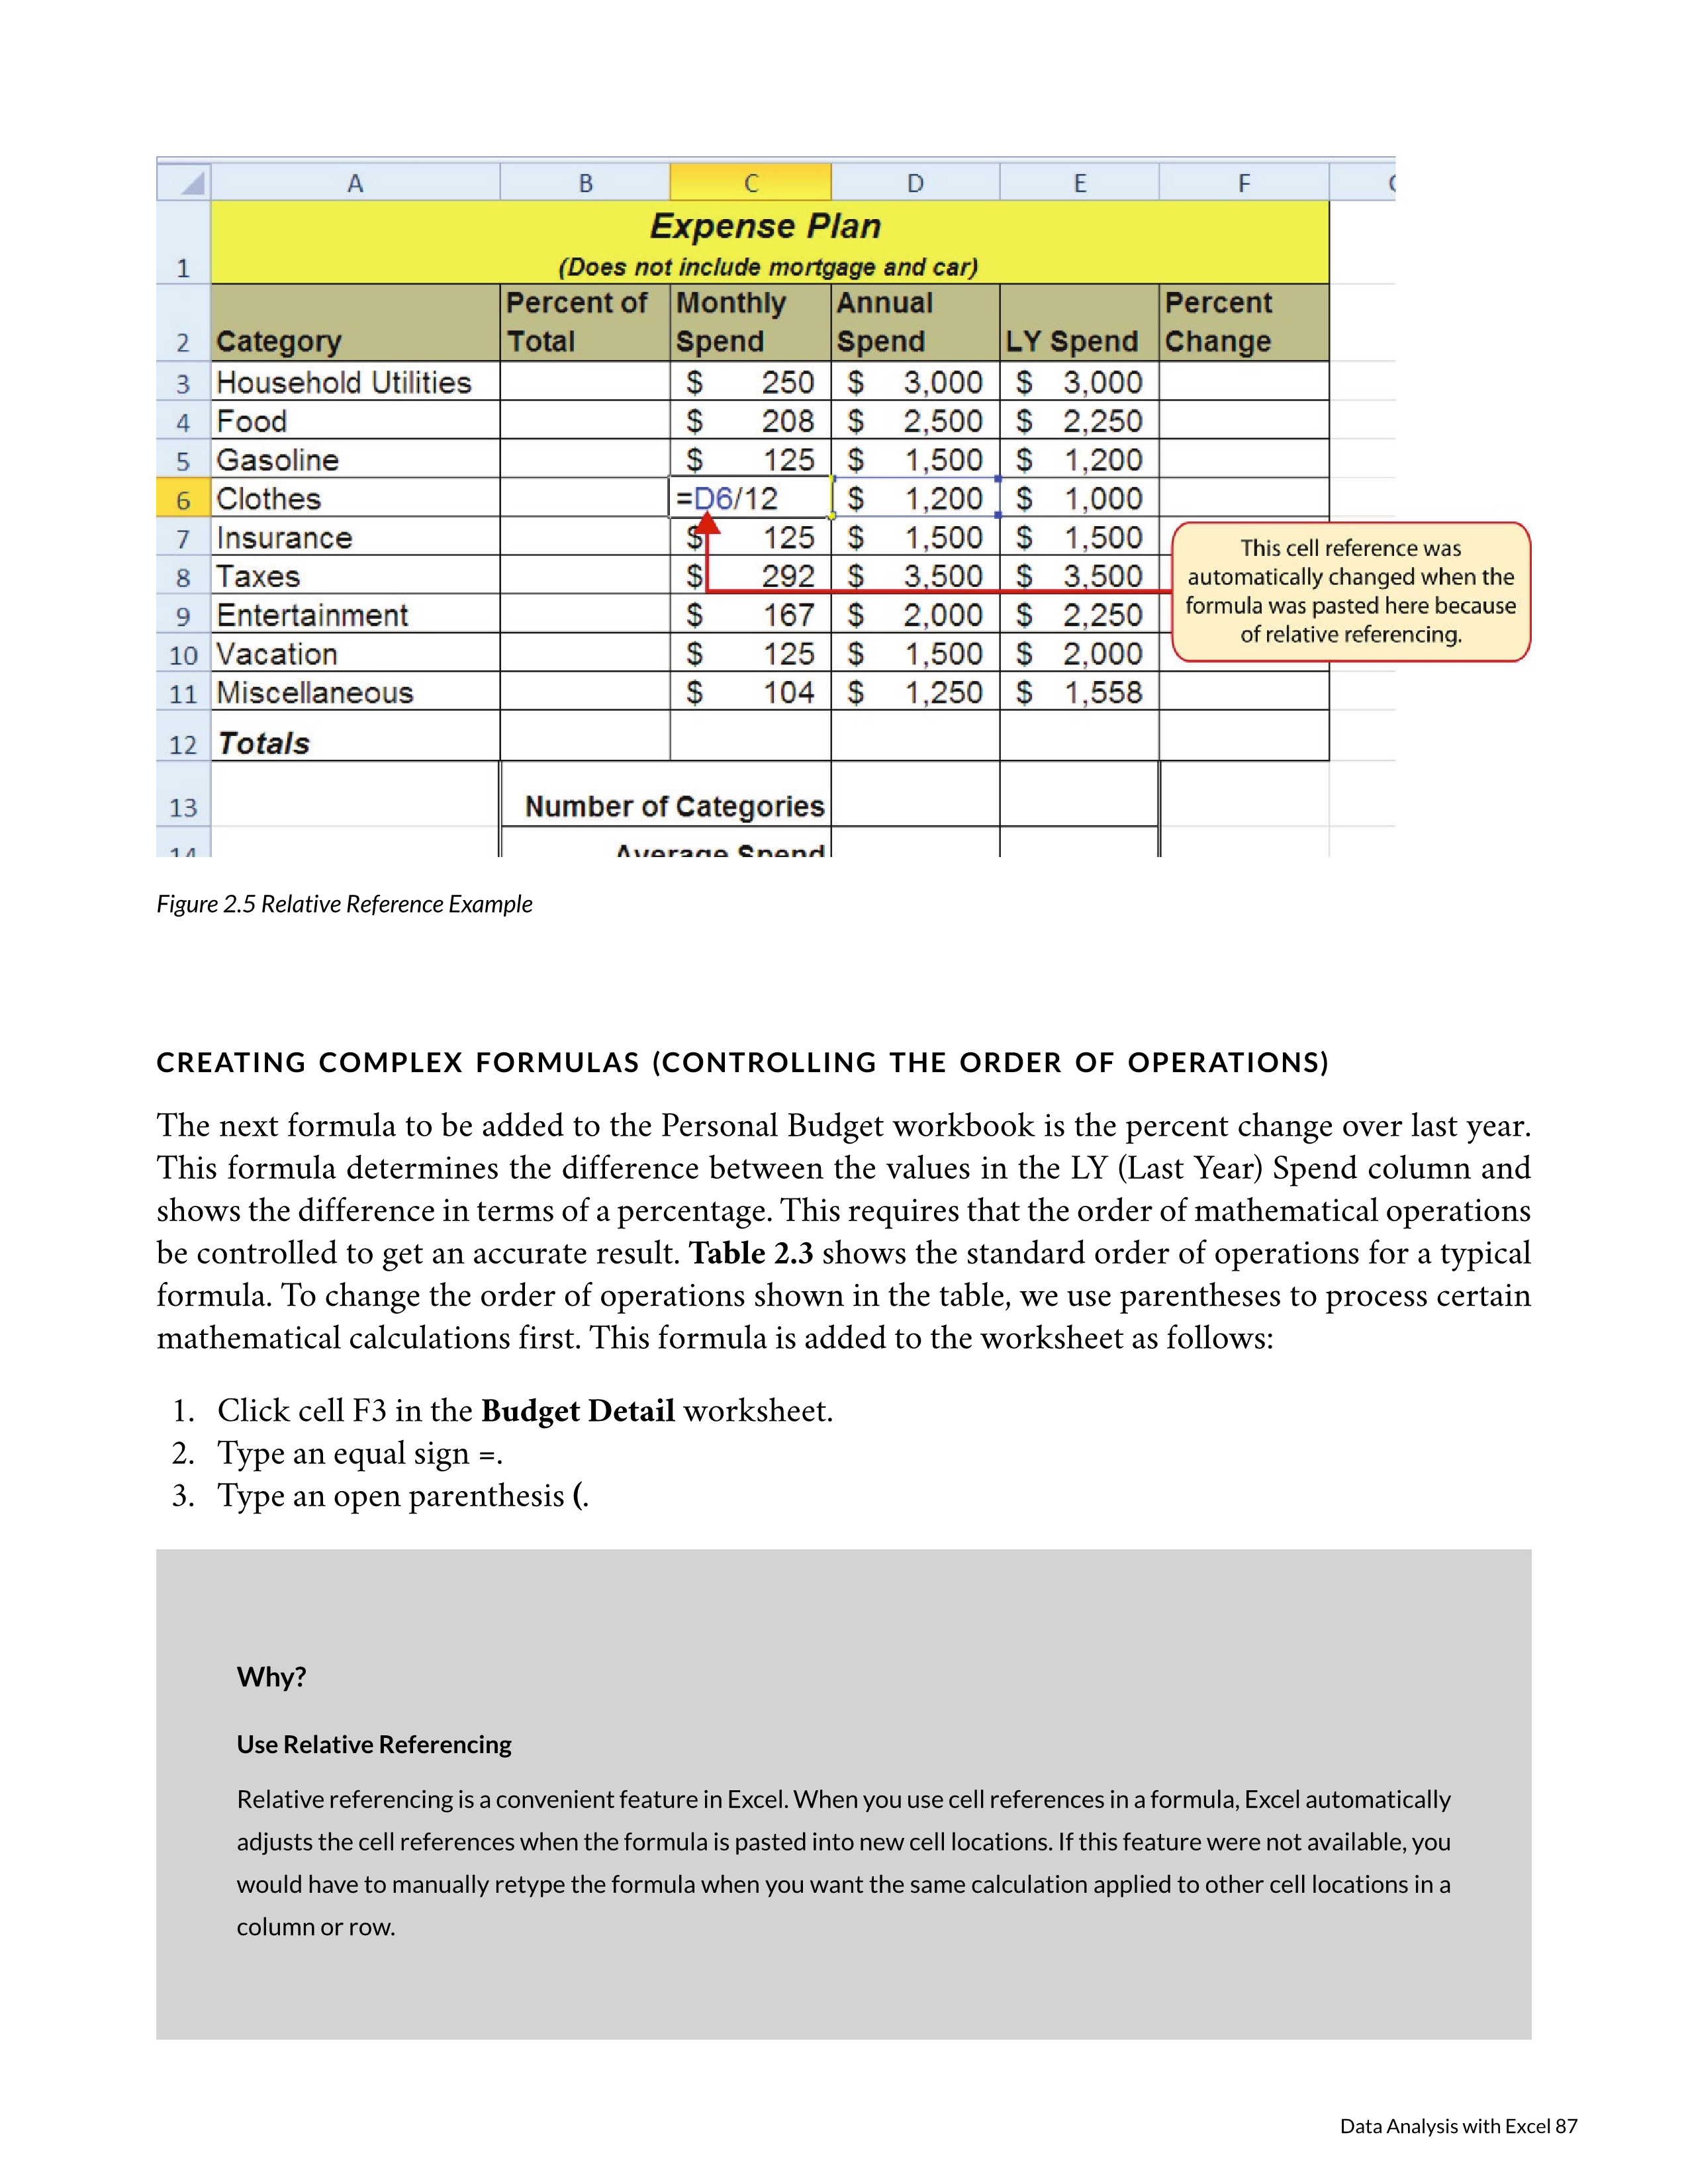 A B C D E F
1 Expense Plan
(Does not include mortgage and car)
2 Category Percent of Total Monthly Spend Annual Spend LY Spend Percent Change
3 Household Utilities $ 250 $ 3,000 $ 3,000
4 Food $ 208 $ 2,500 $ 2,250
5 Gasoline $ 125 $ 1,500 $ 1,200
6 Clothes =D6/12 $ 1,200 $ 1,000
7 Insurance $ 125 $ 1,500 $ 1,500
8 Taxes $ 292 $ 3,500 $ 3,500
9 Entertainment $ 167 $ 2,000 $ 2,250
10 Vacation $ 125 $ 1,500 $ 2,000
11 Miscellaneous $ 104 $ 1,250 $ 1,558
12 Totals
13 Number of Categories
14 Average Spend
This cell reference was
automatically changed when the
formula was pasted here because
of relative referencing.
Figure 2.5 Relative Reference Example
CREATING COMPLEX FORMULAS (CONTROLLING THE ORDER OF OPERATIONS)
The next formula to be added to the Personal Budget workbook is the percent change over last year.
This formula determines the difference between the values in the LY (Last Year) Spend column and
shows the difference in terms of a percentage. This requires that the order of mathematical operations
be controlled to get an accurate result. Table 2.3 shows the standard order of operations for a typical
formula. To change the order of operations shown in the table, we use parentheses to process certain
mathematical calculations first. This formula is added to the worksheet as follows:
1. Click cell F3 in the Budget Detail worksheet.
2. Type an equal sign =.
3. Type an open parenthesis (.
Why?
Use Relative Referencing
Relative referencing is a convenient feature in Excel. When you use cell references in a formula, Excel automatically
adjusts the cell references when the formula is pasted into new cell locations. If this feature were not available, you
would have to manually retype the formula when you want the same calculation applied to other cell locations in a
column or row.
Data Analysis with Excel 87